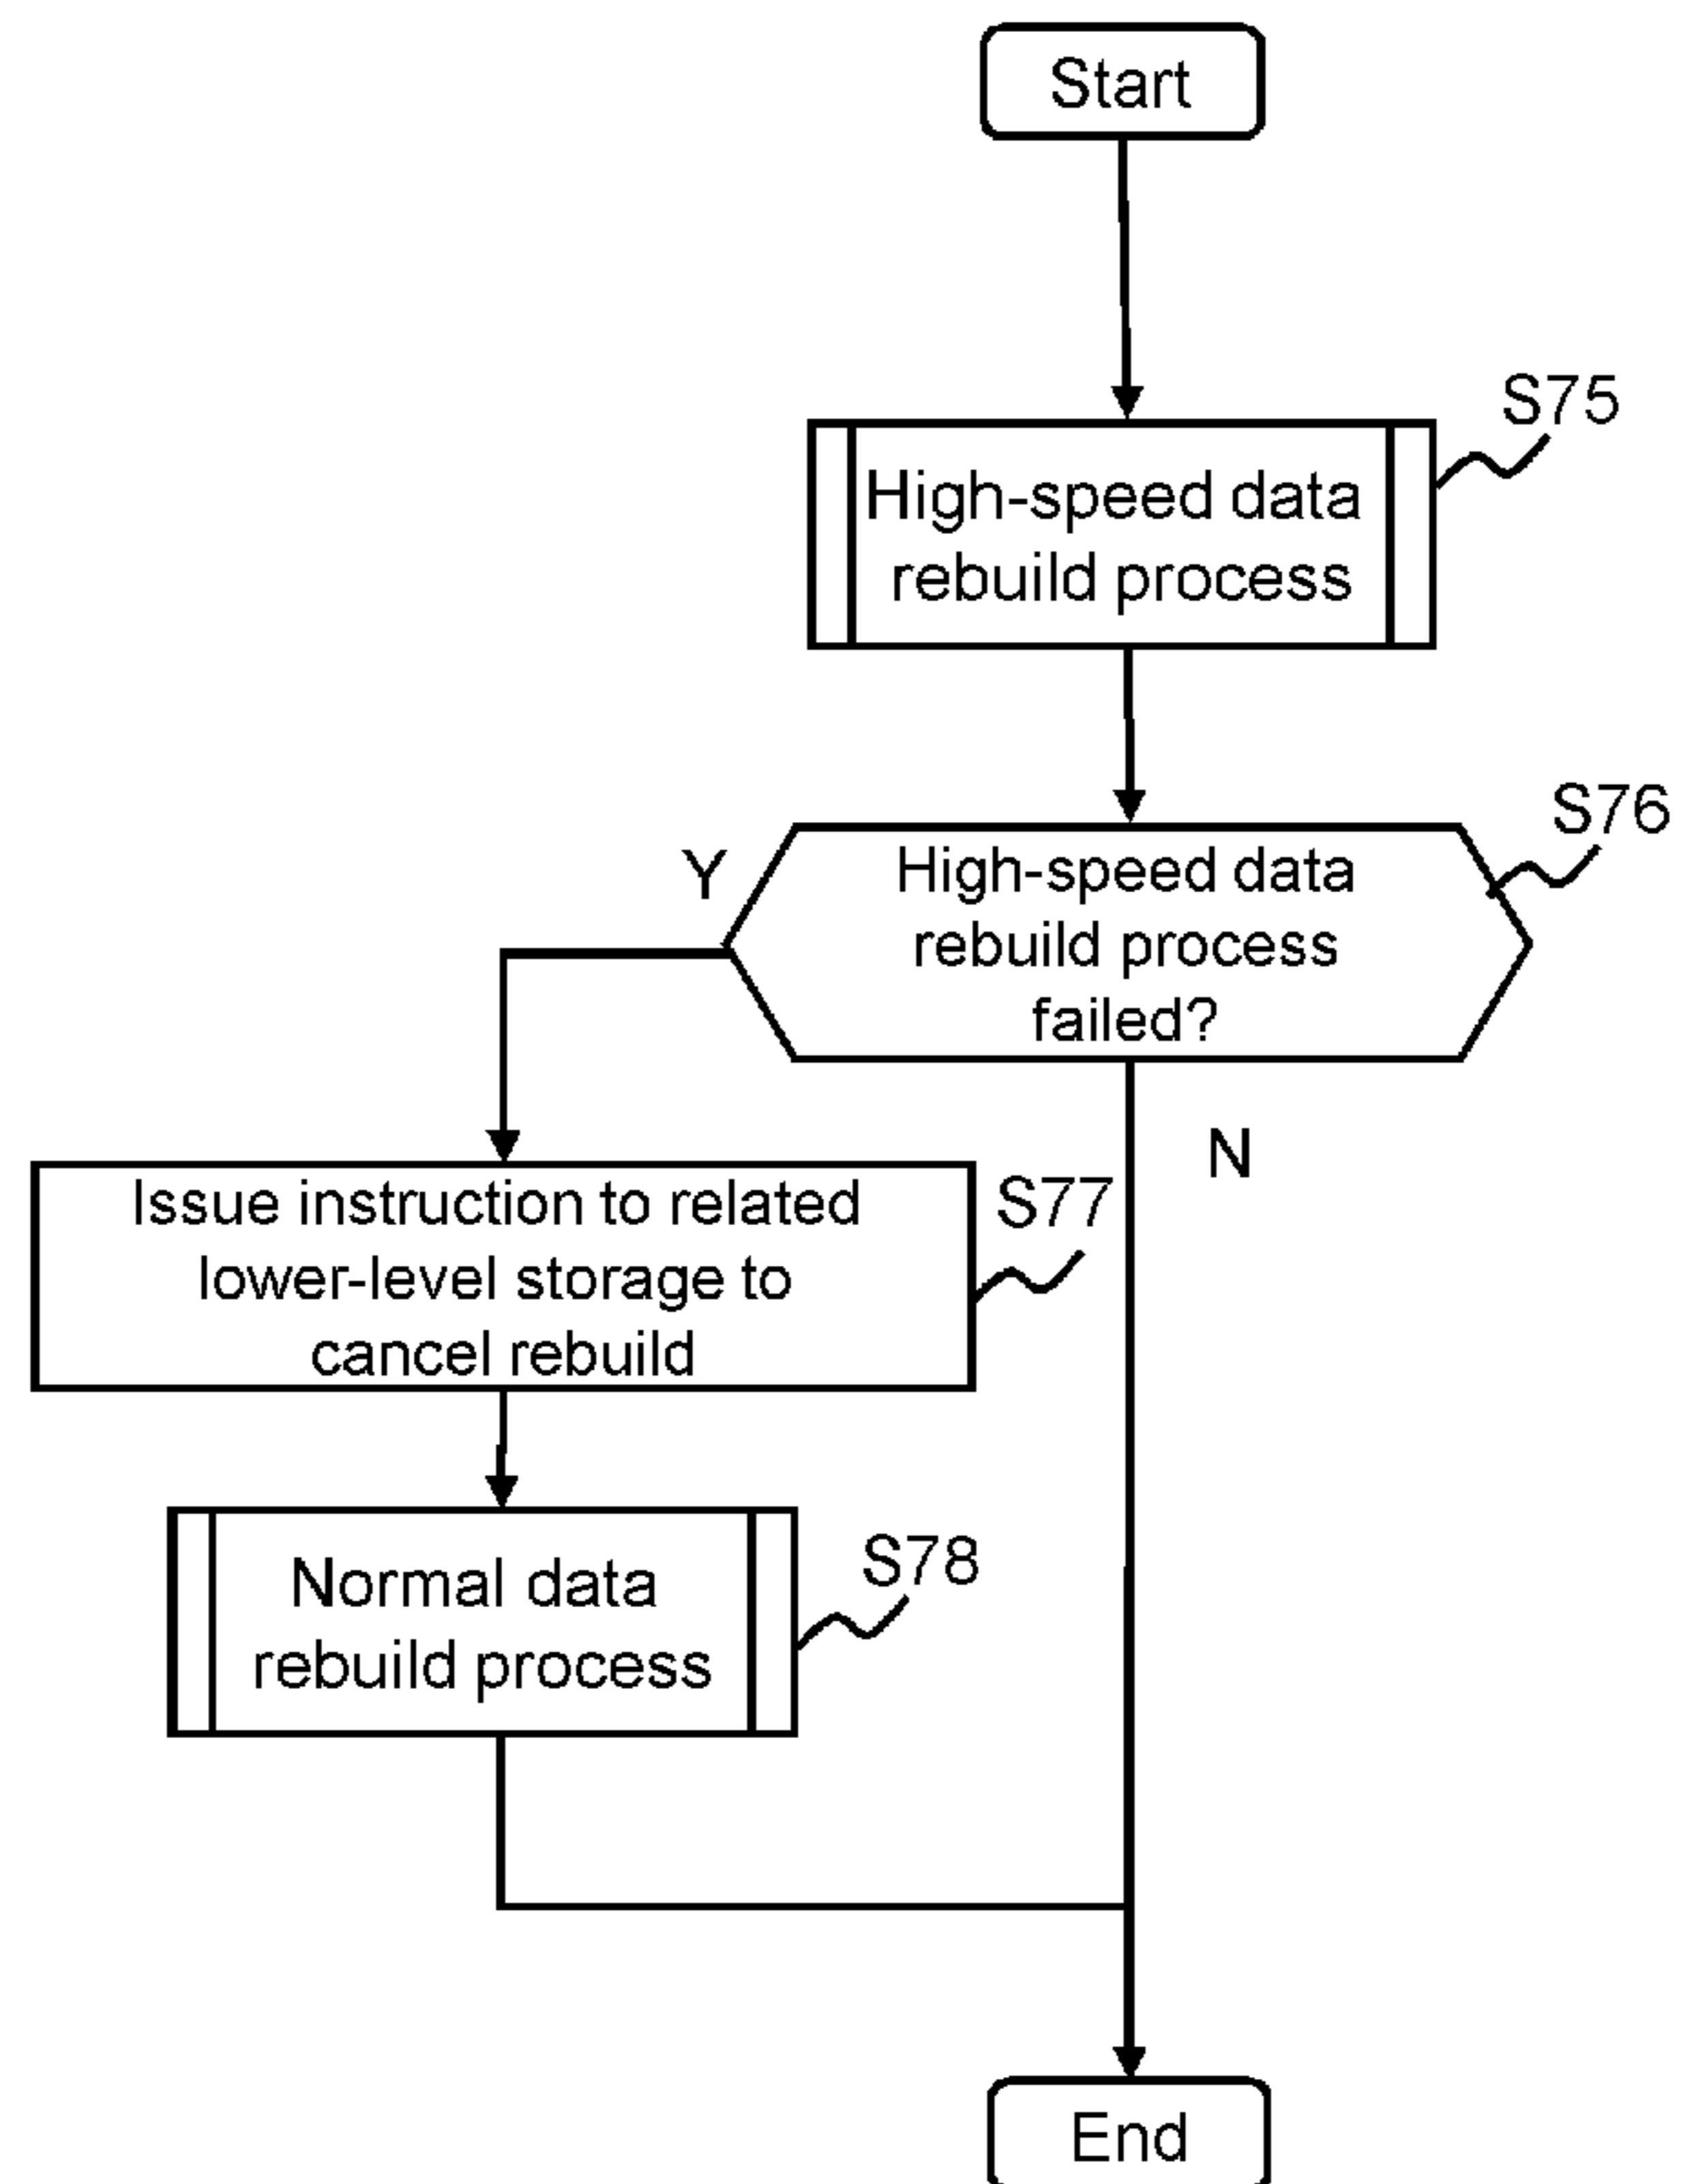 Start
S75
High-speed data
rebuild process
S76
Y
High-speed data
rebuild process
failed?
N
Issue instruction to related
lower-level storage to
cancel rebuild
S77
Normal data
rebuild process
S78
End